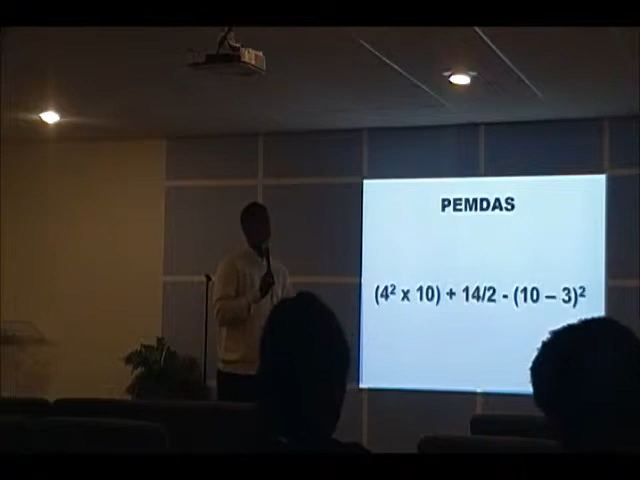 PEMDAS
(4² x 10) + 14/2 - (10 – 3)²